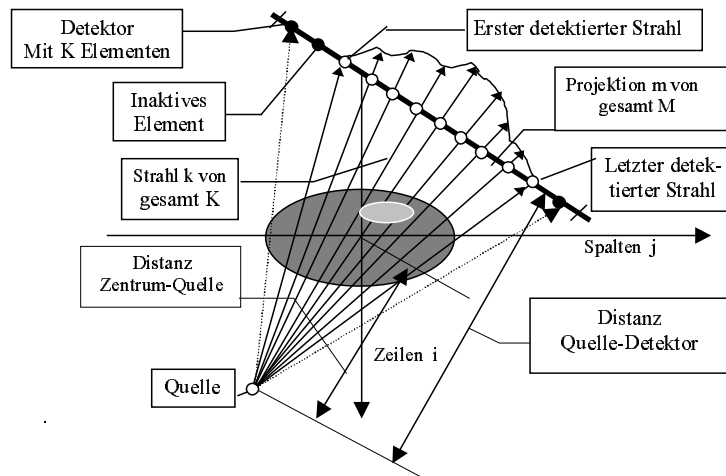 Detektor
Mit K Elementen
Erster detektierter Strahl
Inaktives
Element
Projektion m von
gesamt M
Strahl k von
gesamt K
Letzter detek-
tierter Strahl
Spalten j
Distanz
Zentrum-Quelle
Distanz
Quelle-Detektor
Zeilen i
Quelle